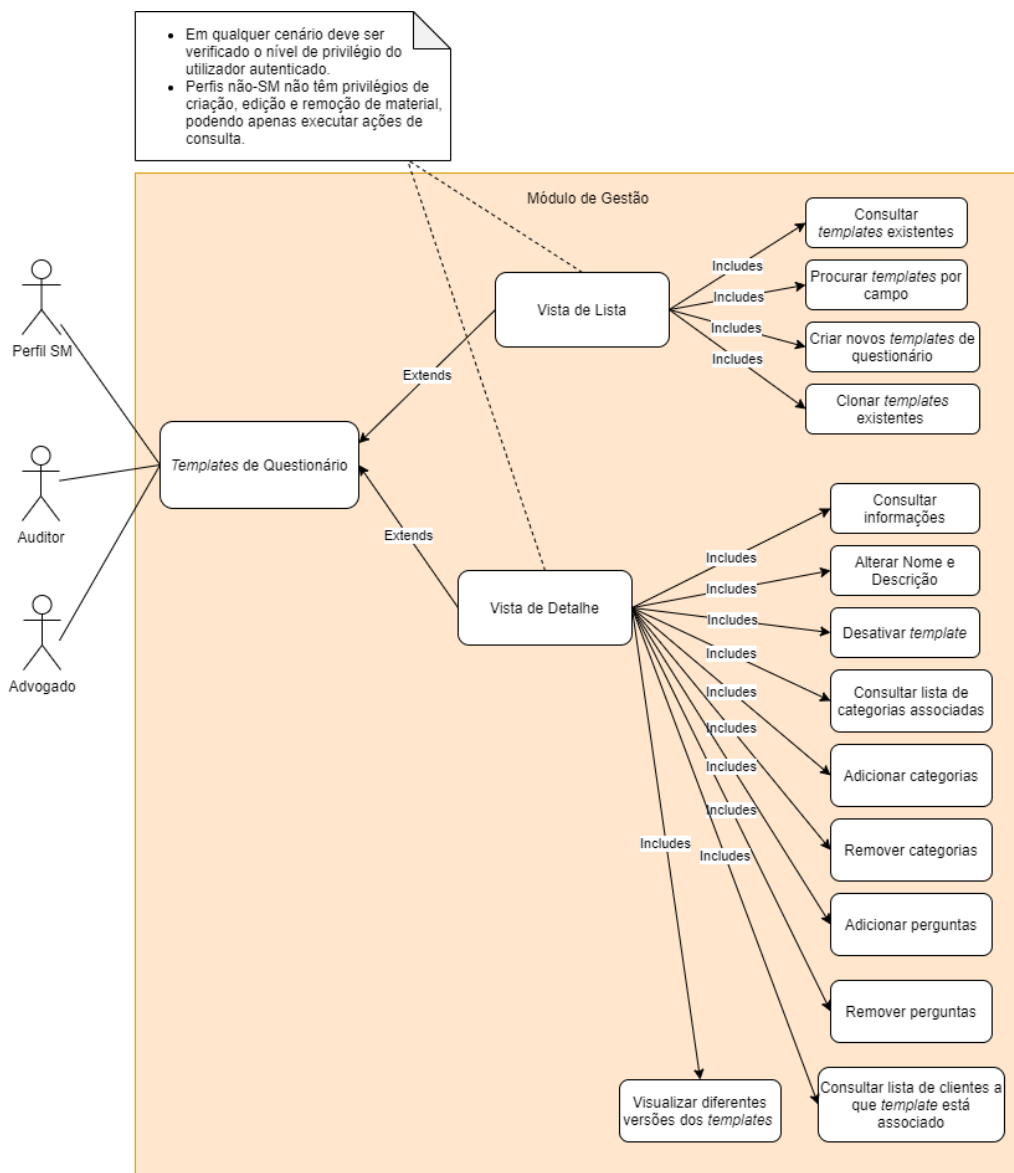 • Em qualquer cenário deve ser
verificado o nível de privilégio do
utilizador autenticado.
• Perfis não-SM não têm privilégios de
criação, edição e remoção de material,
podendo apenas executar ações de
consulta.
Módulo de Gestão
Perfil SM
Auditor
Advogado
Templates de Questionário
Extends
Extends
Vista de Lista
Includes
Includes
Includes
Includes
Consultar
templates existentes
Procurar templates por
campo
Criar novos templates de
questionário
Clonar templates
existentes
Vista de Detalhe
Includes
Includes
Includes
Includes
Includes
Includes
Includes
Includes
Includes
Includes
Consultar
informações
Alterar Nome e
Descrição
Desativar template
Consultar lista de
categorias associadas
Adicionar categorias
Remover categorias
Adicionar perguntas
Remover perguntas
Consultar lista de clientes a
que template está
associado
Visualizar diferentes
versões dos templates